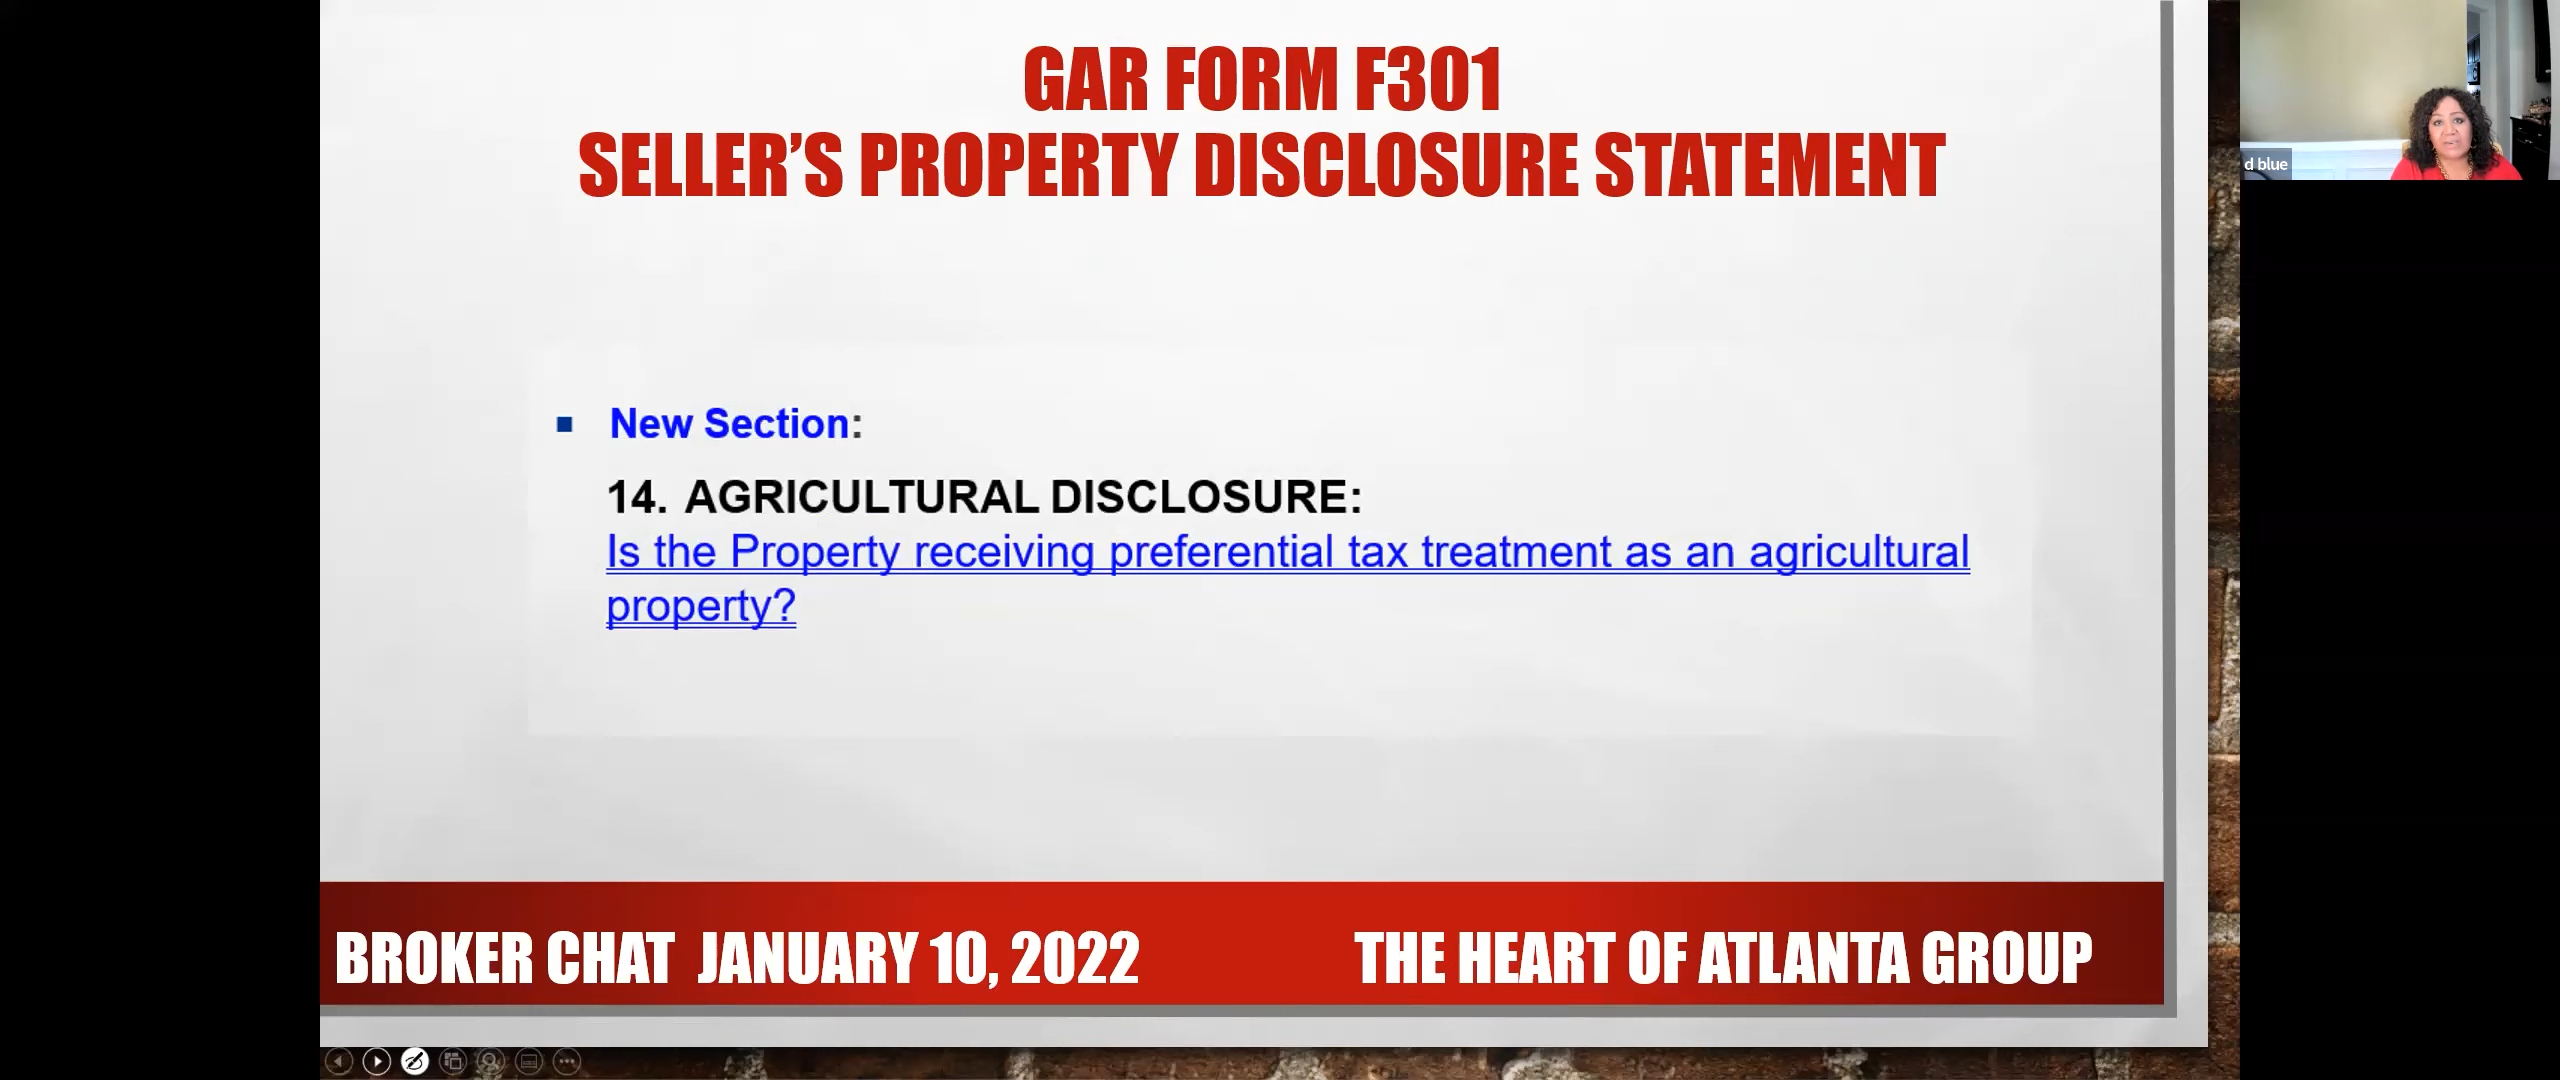 GAR FORM F301
SELLER’S PROPERTY DISCLOSURE STATEMENT
d blue
New Section:
14. AGRICULTURAL DISCLOSURE:
Is the Property receiving preferential tax treatment as an agricultural
property?
BROKER CHAT JANUARY 10, 2022
THE HEART OF ATLANTA GROUP